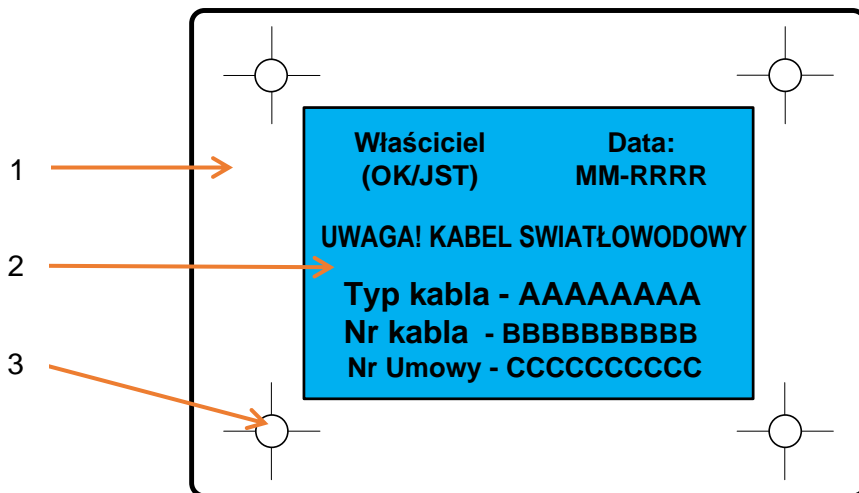 Właściciel Data:
1 (OK/JST) MM-RRRR
UWAGA! KABEL SWIATŁOWODOWY
2
Typ kabla - AAAAAAAA
Nr kabla - BBBBBBBBBB
3 Nr Umowy - CCCCCCCCCC